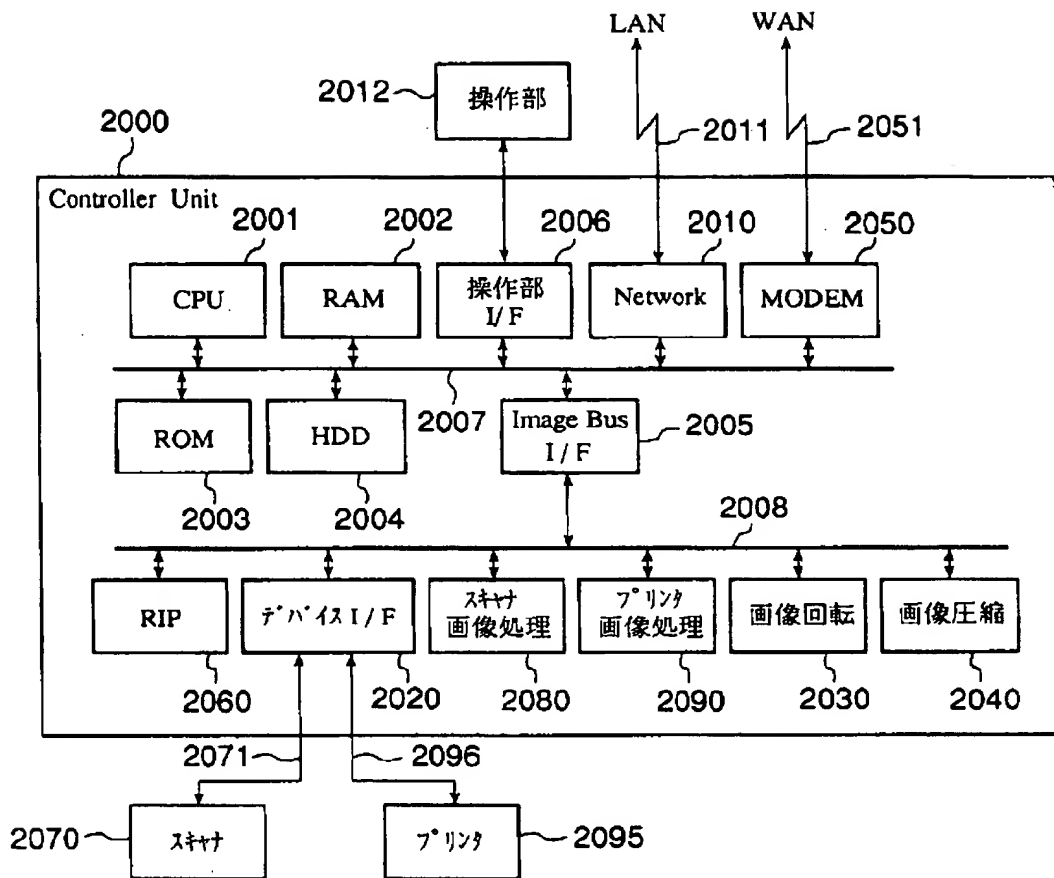 LAN
WAN
2012
操作部
2011
2051
2000
Controller Unit
2001
2002
2006
2010
2050
CPU
RAM
操作部
I/F
Network
MODEM
2007
ROM
HDD
Image Bus
I/F
2005
2003
2004
2008
RIP
ﾃﾞﾊﾞｲｽ I/F
ｽｷｬﾅ
画像処理
ﾌﾟﾘﾝﾀ
画像処理
画像回転
画像圧縮
2060
2020
2080
2090
2030
2040
2071
2096
2070
ｽｷｬﾅ
ﾌﾟﾘﾝﾀ
2095